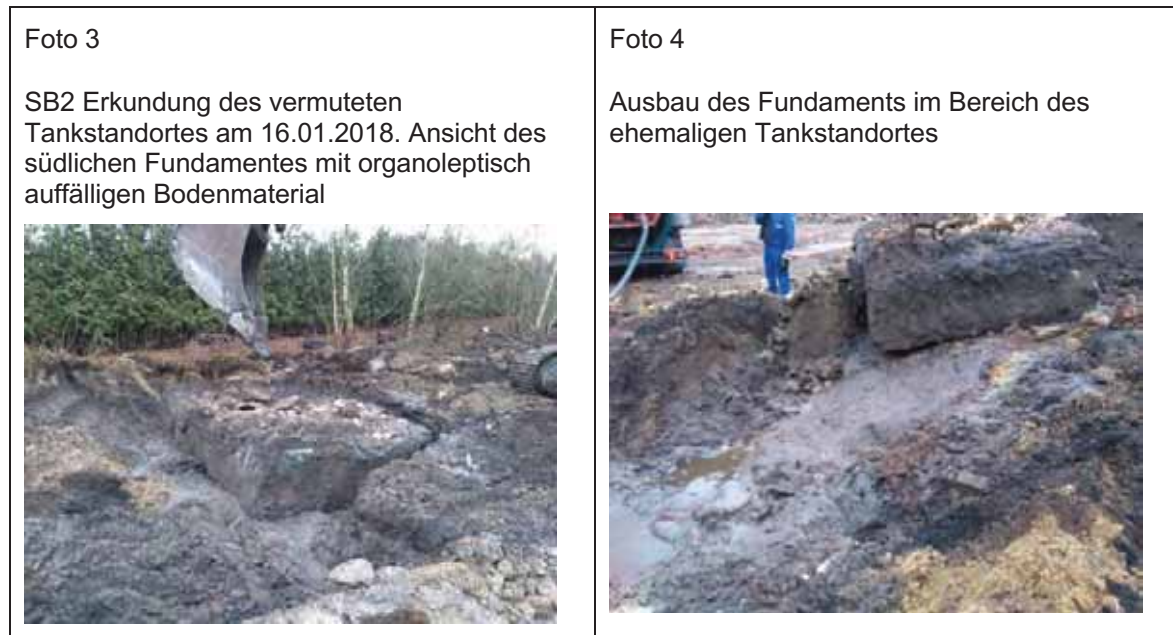 Foto 3
SB2 Erkundung des vermuteten
Tankstandortes am 16.01.2018. Ansicht des
südlichen Fundamentes mit organoleptisch
auffälligen Bodenmaterial
Foto 4
Ausbau des Fundaments im Bereich des
ehemaligen Tankstandortes